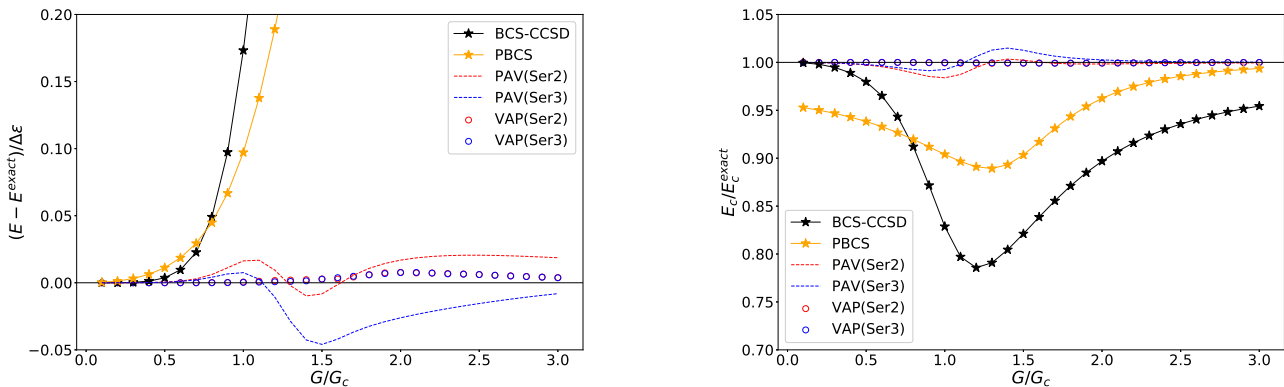 0.20
0.15
0.10
0.05
0.00
−0.05
(E − E^{exact})/Δε
0.0 0.5 1.0 1.5 2.0 2.5 3.0
G/G_c
BCS-CCSD
PBCS
PAV(Ser2)
PAV(Ser3)
VAP(Ser2)
VAP(Ser3)
1.05
1.00
0.95
0.90
0.85
0.80
0.75
0.70
E_c/E_c^{exact}
0.0 0.5 1.0 1.5 2.0 2.5 3.0
G/G_c
BCS-CCSD
PBCS
PAV(Ser2)
PAV(Ser3)
VAP(Ser2)
VAP(Ser3)